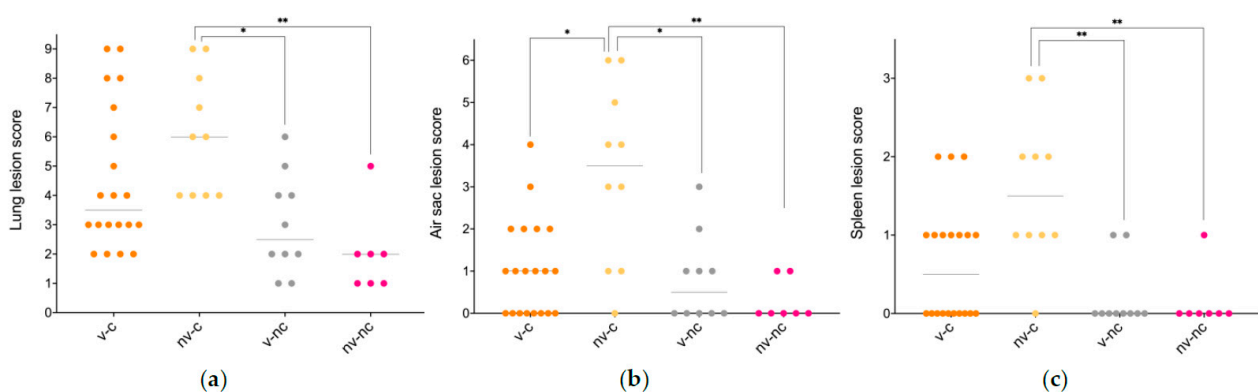 ** * 
Lung lesion score
9
8
7
6
5
4
3
2
1
0
v-c nv-c v-nc nv-nc
(a)
** 
* *
Air sac lesion score
6
5
4
3
2
1
0
v-c nv-c v-nc nv-nc
(b)
**
**
Spleen lesion score
3
2
1
0
v-c nv-c v-nc nv-nc
(c)